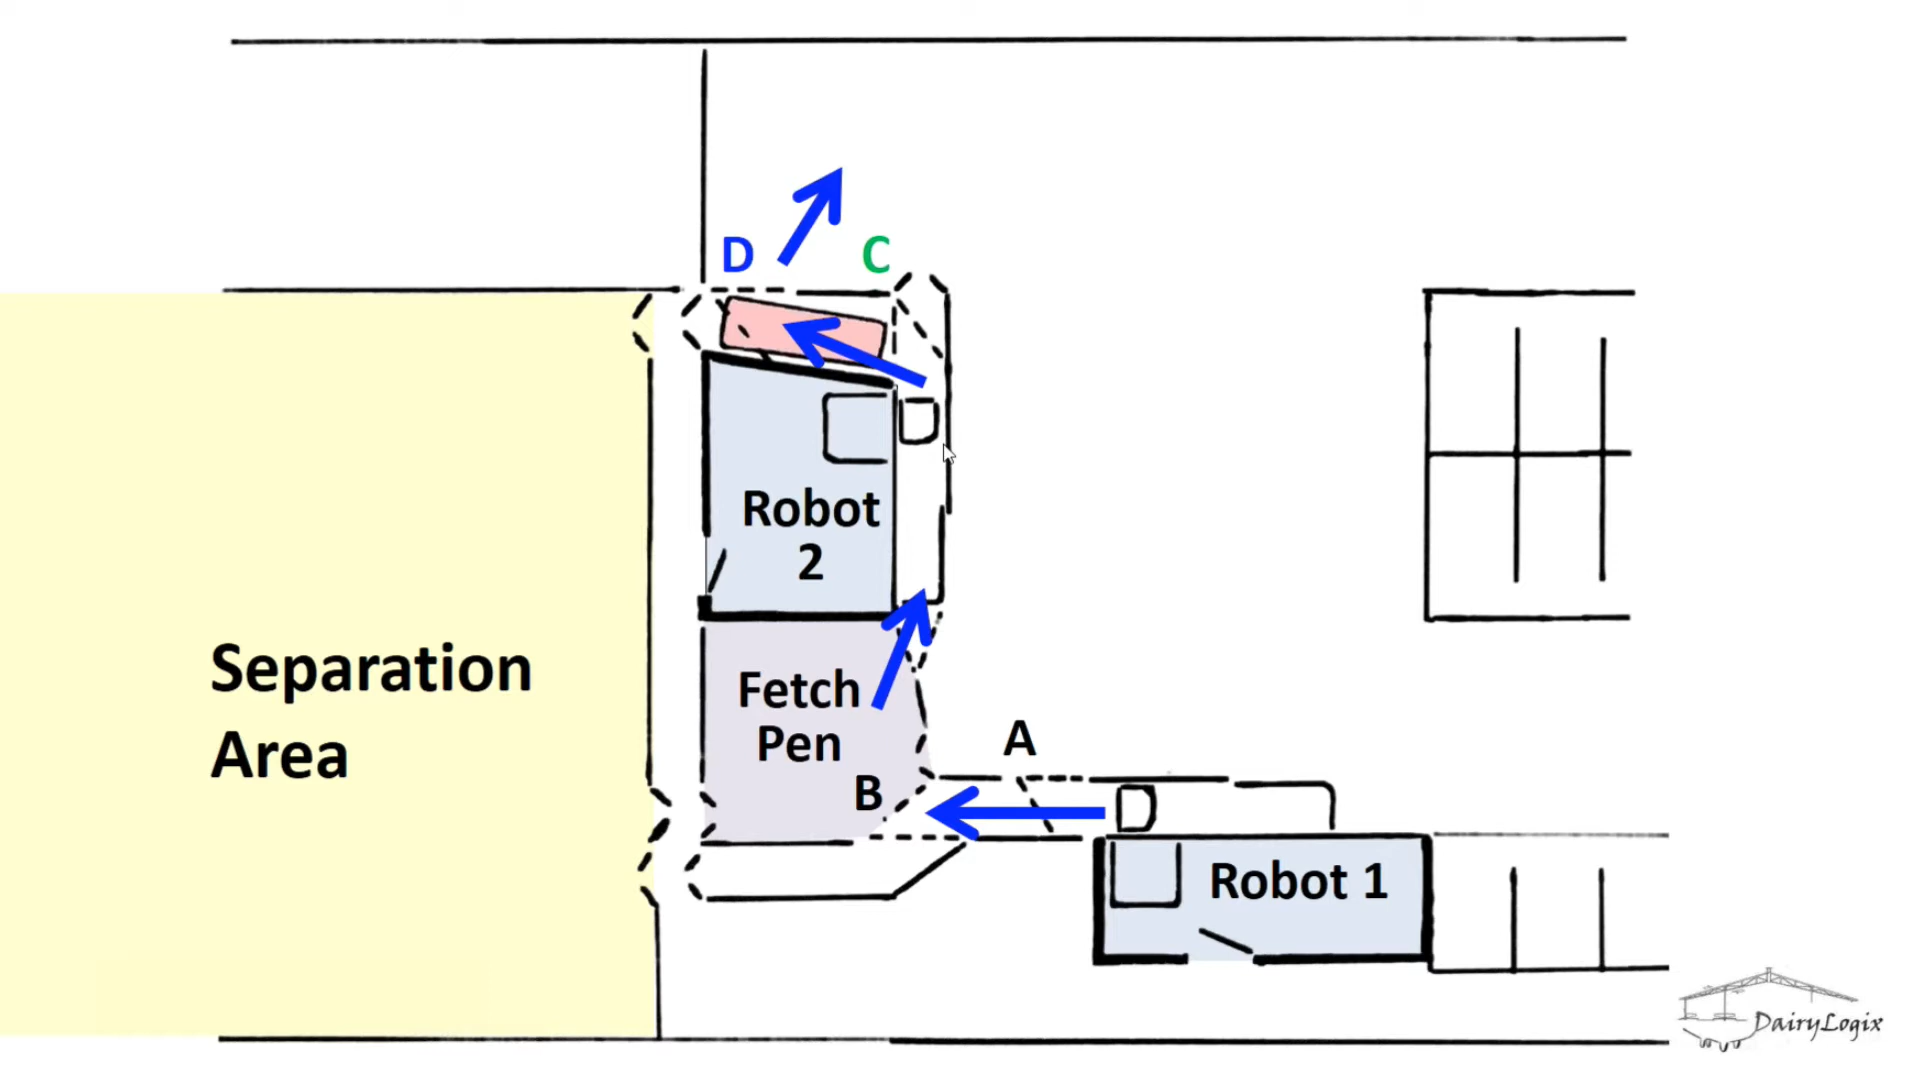 D
C
Robot
2
Separation
Area
Fetch
Pen
A
B
Robot 1
DairyLogix